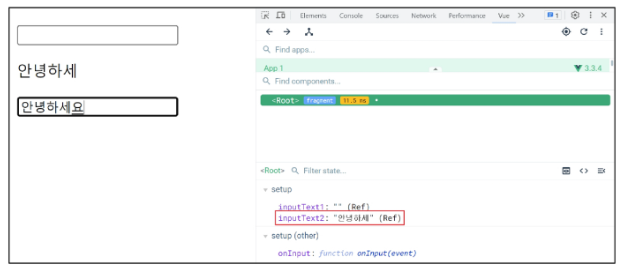 안녕하세
안녕하세요
Elements Console Sources Network Performance Vue >> 1
Find apps...
App 1 3.3.4
Find components...
<Root> fragment 11.5 ms
<Root> Filter state...
setup
inputText1: "" (Ref)
inputText2: "안녕하세" (Ref)
setup (other)
onInput: function onInput(event)